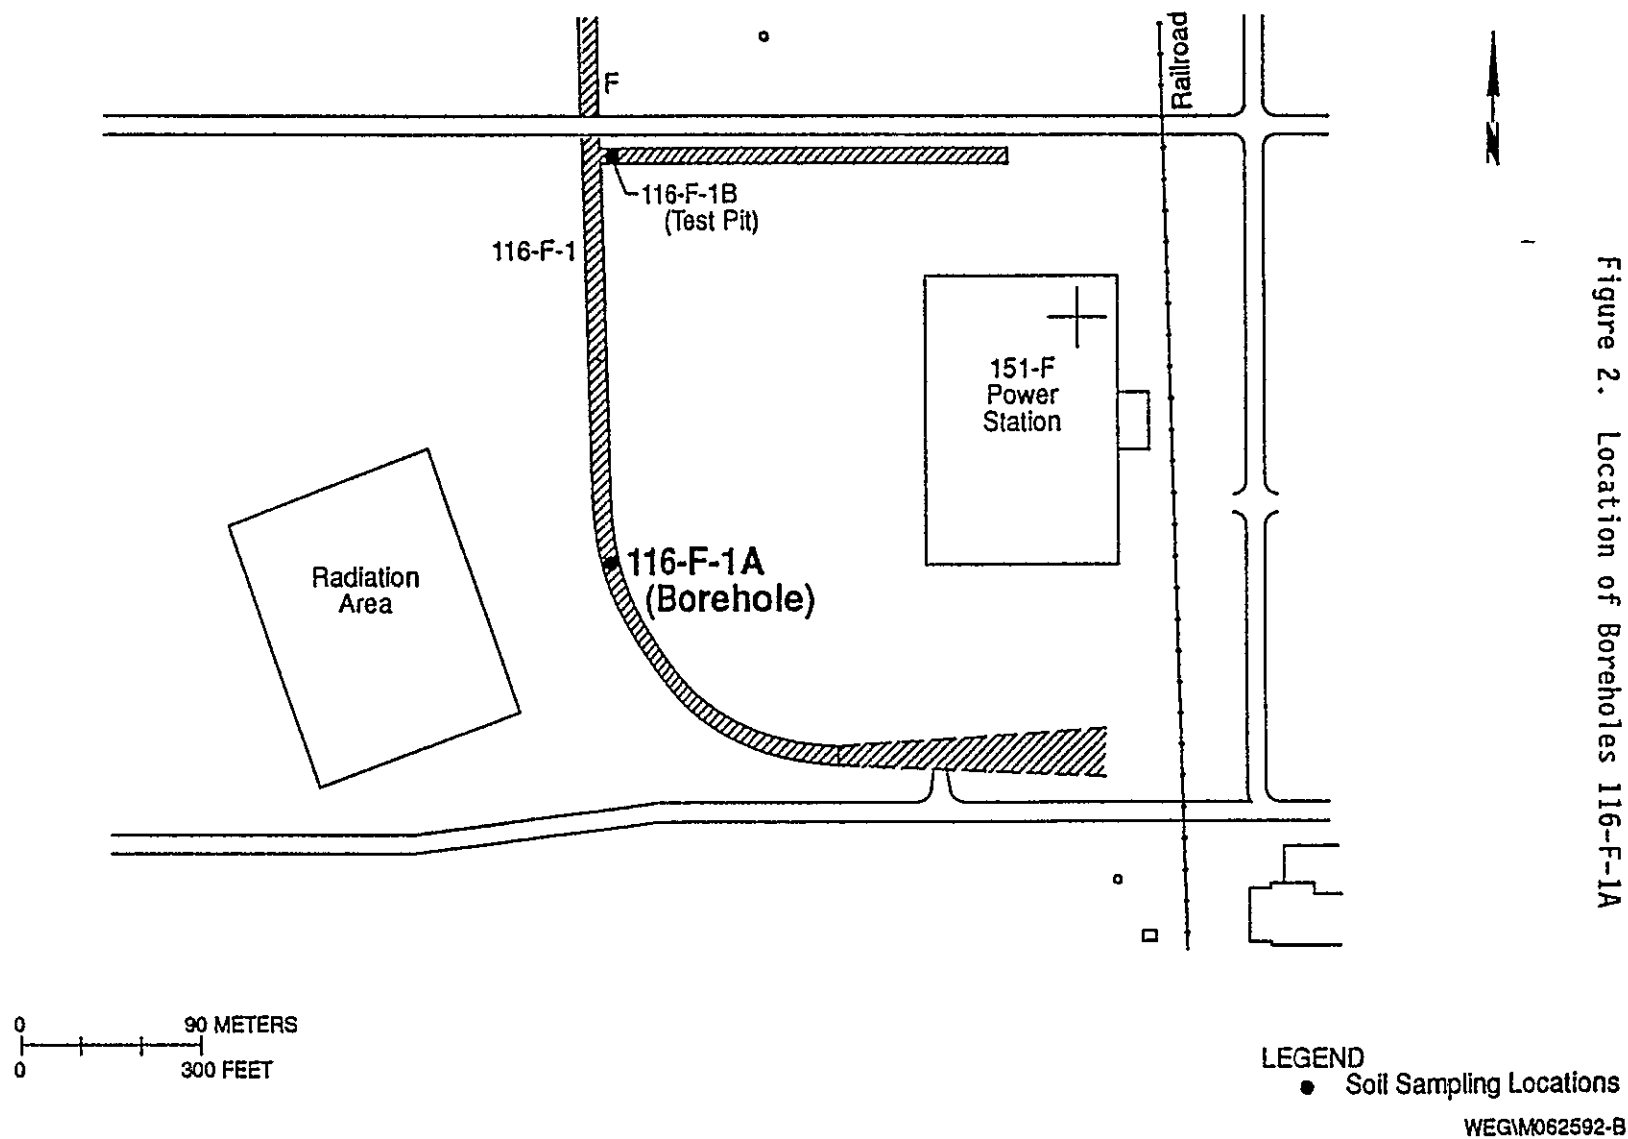 Railroad
F
N
116-F-1B
(Test Pit)
116-F-1
151-F
Power
Station
116-F-1A
(Borehole)
Radiation
Area
Figure 2. Location of Boreholes 116-F-1A
0 90 METERS
0 300 FEET
LEGEND
Soil Sampling Locations
WEG\M062592-B